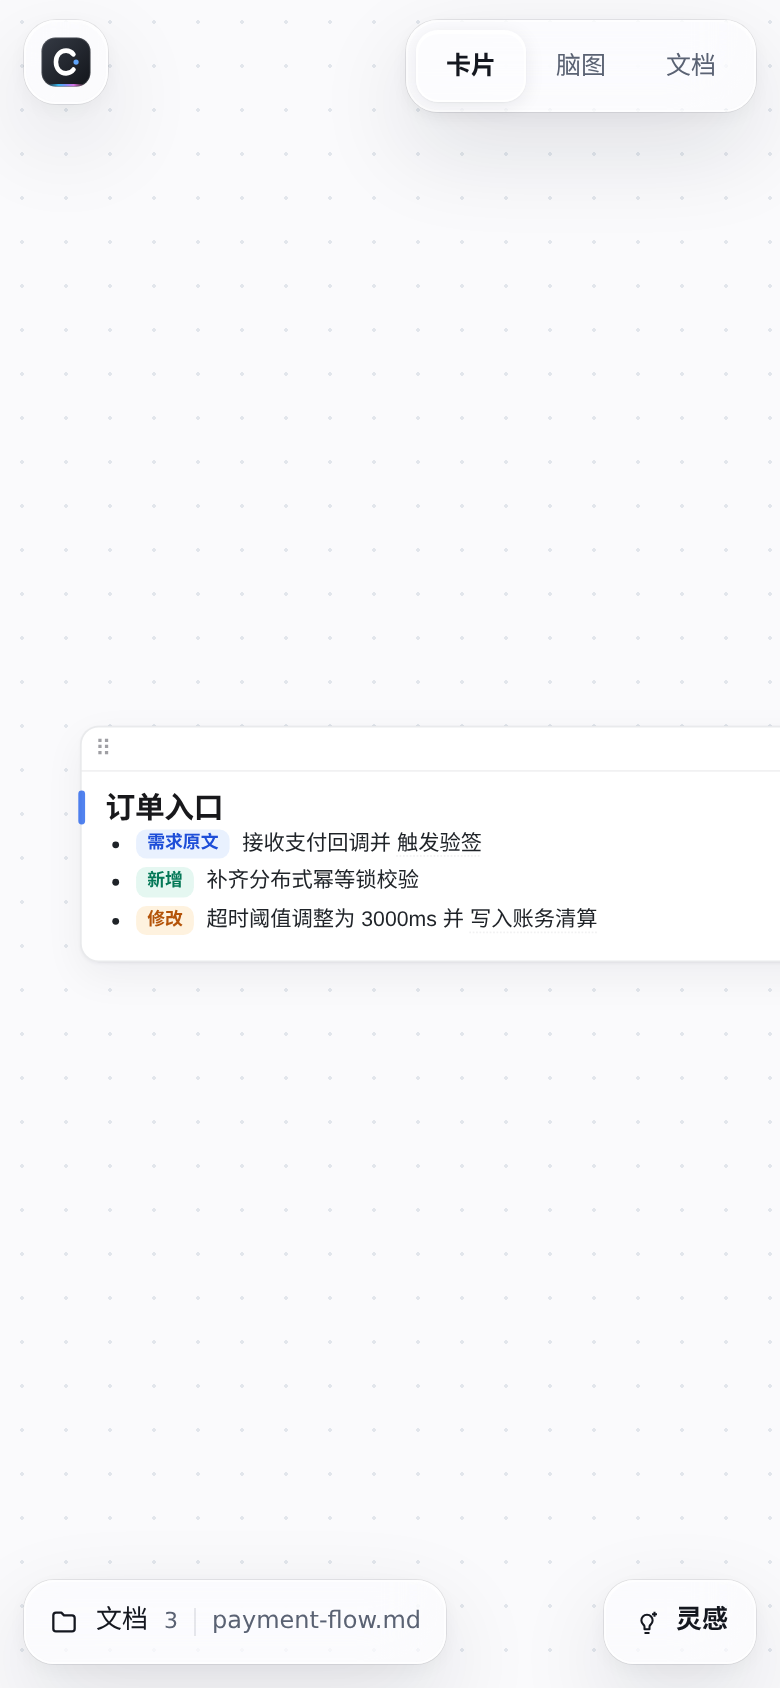 卡片 脑图 文档
订单入口
需求原文 接收支付回调并 触发验签
新增 补齐分布式幂等锁校验
修改 超时阈值调整为 3000ms 并 写入账务清算
文档 3 payment-flow.md 灵感